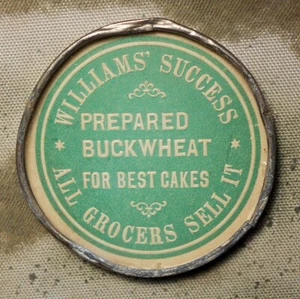 WILLIAMS' SUCCESS
PREPARED
BUCKWHEAT
FOR BEST CAKES
ALL GROCERS SELL IT